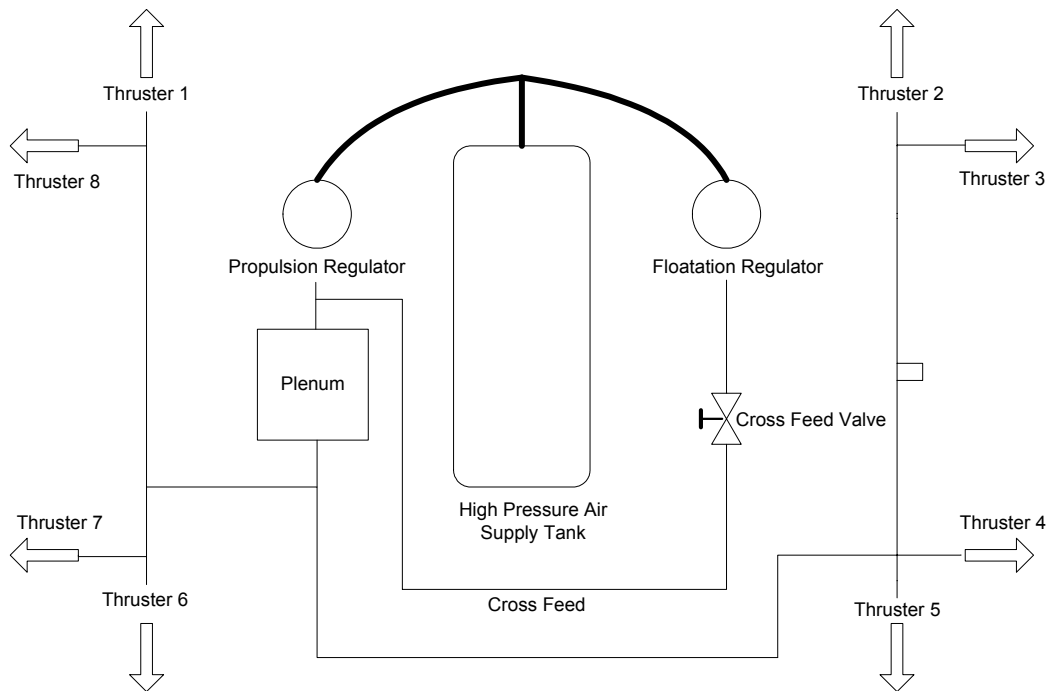 Thruster 1
Thruster 2
Thruster 8
Thruster 3
Propulsion Regulator
Floatation Regulator
Plenum
Cross Feed Valve
High Pressure Air
Supply Tank
Thruster 7
Thruster 4
Thruster 6
Cross Feed
Thruster 5